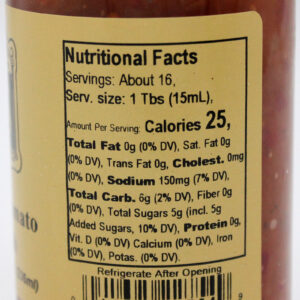 Nutritional Facts
Servings: About 16,
Serv. size: 1 Tbs (15mL),
Amount Per Serving: Calories 25,
Total Fat 0g (0% DV), Sat. Fat 0g
(0% DV), Trans Fat 0g, Cholest. 0mg
(0% DV), Sodium 150mg (7% DV),
Total Carb. 6g (2% DV), Fiber 0g
(0% DV), Total Sugars 5g (incl. 5g
Added Sugars, 10% DV), Protein 0g,
Vit. D (0% DV) Calcium (0% DV), Iron
(0% DV), Potas. (0% DV).
Refrigerate After Opening